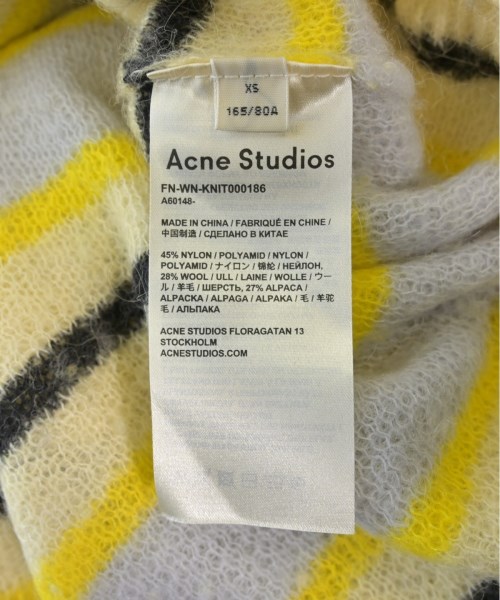 XS
165/80A
Acne Studios
FN-WN-KNIT000186
A60148-
MADE IN CHINA / FABRIQUÉ EN CHINE /
中国制造 / СДЕЛАНО В КИТАЕ
45% NYLON / POLYAMID / NYLON /
POLYAMID / ナイロン / 锦纶 / НЕЙЛОН,
28% WOOL / ULL / LAINE / WOLLE / ウー
ル / 羊毛 / ШЕРСТЬ, 27% ALPACA /
ALPACKA / ALPAGA / ALPAKA / 毛 / 羊驼
毛 / АЛЬПАКА
ACNE STUDIOS FLORAGATAN 13
STOCKHOLM
ACNESTUDIOS.COM